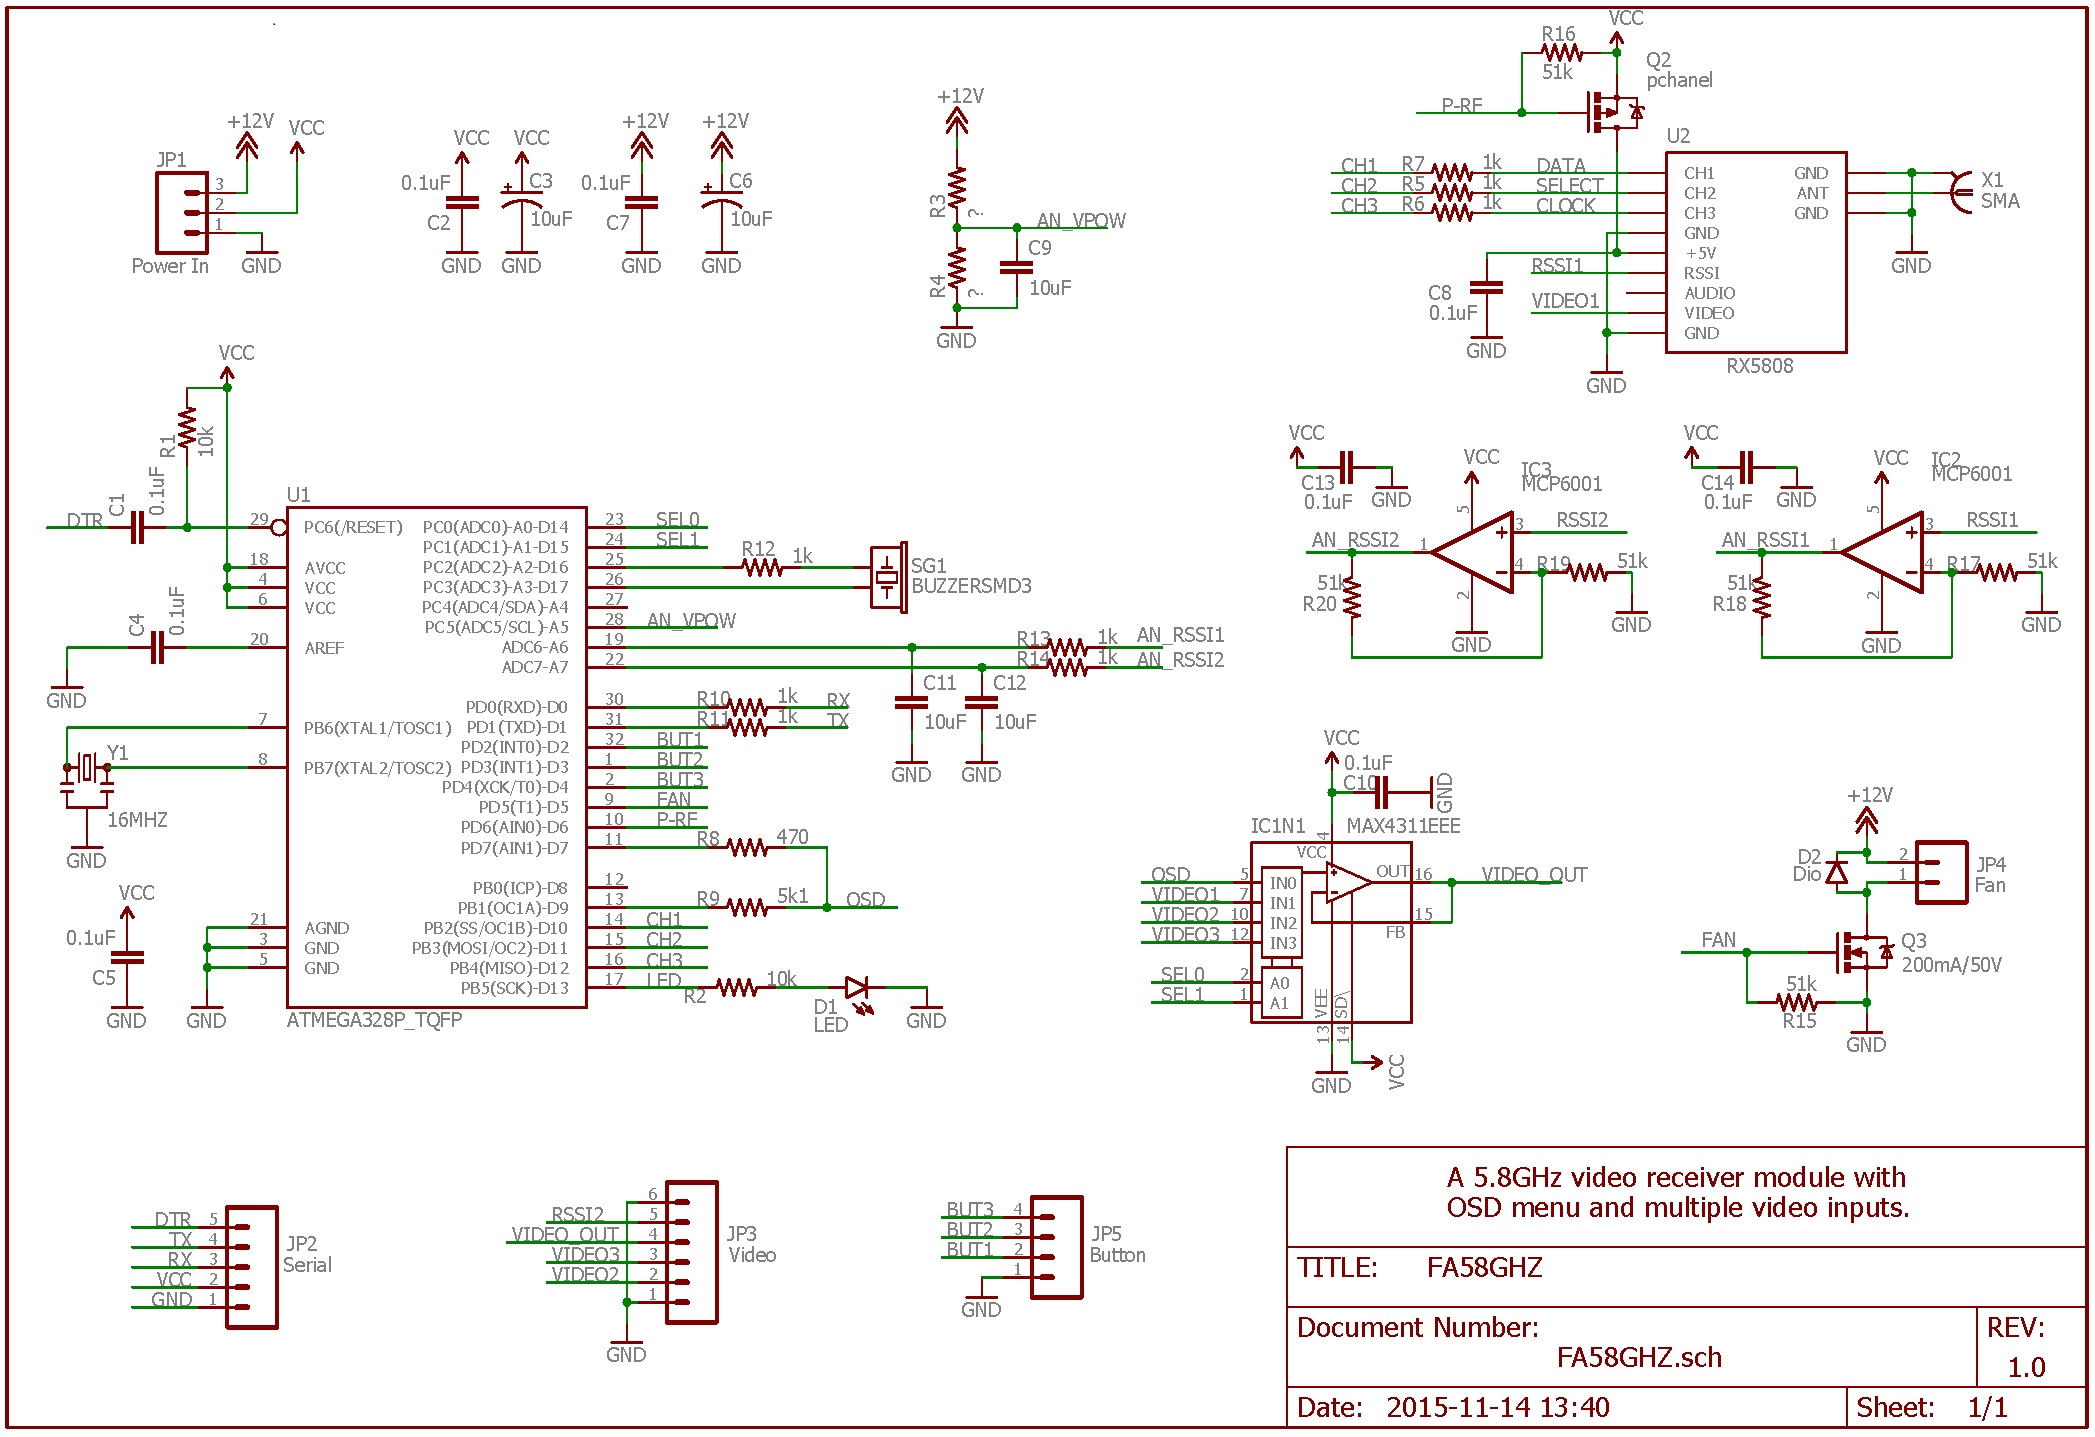 VCC
R16
51k
Q2
pchanel
P-RF
+12V
VCC
JP1
3
2
1
Power In
GND
VCC
VCC
0.1uF
C2
C3
10uF
GND
GND
+12V
+12V
0.1uF
C7
C6
10uF
GND
GND
+12V
R3
?
AN_VPOW
R4
?
C9
10uF
GND
U2
CH1 R7 1k DATA
CH2 R5 1k SELECT
CH3 R6 1k CLOCK
RSSI1
VIDEO1
C8
0.1uF
GND
GND
CH1
CH2
CH3
GND
+5V
RSSI
AUDIO
VIDEO
GND
GND
ANT
GND
RX5808
X1
SMA
GND
VCC
R1
10k
DTR
C1
0.1uF
C4
0.1uF
GND
Y1
16MHZ
GND
VCC
0.1uF
C5
GND
GND
U1
29 PC6(/RESET)
18 AVCC
4 VCC
6 VCC
20 AREF
7 PB6(XTAL1/TOSC1)
8 PB7(XTAL2/TOSC2)
21 AGND
3 GND
5 GND
PC0(ADC0)-A0-D14 23 SEL0
PC1(ADC1)-A1-D15 24 SEL1
PC2(ADC2)-A2-D16 25 R12 1k
PC3(ADC3)-A3-D17 26
PC4(ADC4/SDA)-A4 27
PC5(ADC5/SCL)-A5 28 AN_VPOW
ADC6-A6 19 R13 1k AN_RSSI1
ADC7-A7 22 R14 1k AN_RSSI2
PD0(RXD)-D0 30 R10 1k RX
PD1(TXD)-D1 31 R11 1k TX
PD2(INT0)-D2 32 BUT1
PD3(INT1)-D3 1 BUT2
PD4(XCK/T0)-D4 2 BUT3
PD5(T1)-D5 9 FAN
PD6(AIN0)-D6 10 P-RF
PD7(AIN1)-D7 11 R8 470
PB0(ICP)-D8 12
PB1(OC1A)-D9 13 R9 5k1 OSD
PB2(SS/OC1B)-D10 14 CH1
PB3(MOSI/OC2)-D11 15 CH2
PB4(MISO)-D12 16 CH3
PB5(SCK)-D13 17 LED R2 10k
ATMEGA328P_TQFP
SG1
BUZZERSMD3
C11
10uF
GND
C12
10uF
GND
D1
LED
GND
VCC
C13
0.1uF
GND
VCC
IC3
MCP6001
5
3
RSSI2
AN_RSSI2
1
4
R19
51k
51k
R20
2
GND
GND
VCC
C14
0.1uF
GND
VCC
IC2
MCP6001
5
3
RSSI1
AN_RSSI1
1
4
R17
51k
51k
R18
2
GND
GND
VCC
0.1uF
C10
GND
IC1N1
4
MAX4311EEE
VCC
OSD 5 IN0
VIDEO1 7 IN1
VIDEO2 10 IN2
VIDEO3 12 IN3
SEL0 2 A0
SEL1 1 A1
OUT 16 VIDEO_OUT
15
FB
VEE
SD\
13
14
GND
VCC
+12V
D2
Dio
2
1
JP4
Fan
FAN
Q3
200mA/50V
51k
R15
GND
DTR 5
TX 4
RX 3
VCC 2
GND 1
JP2
Serial
6
RSSI2 5
VIDEO_OUT 4
VIDEO3 3
VIDEO2 2
1
JP3
Video
GND
BUT3 4
BUT2 3
BUT1 2
1
JP5
Button
GND
A 5.8GHz video receiver module with
OSD menu and multiple video inputs.
TITLE: FA58GHZ
Document Number:
FA58GHZ.sch
REV:
1.0
Date: 2015-11-14 13:40
Sheet: 1/1